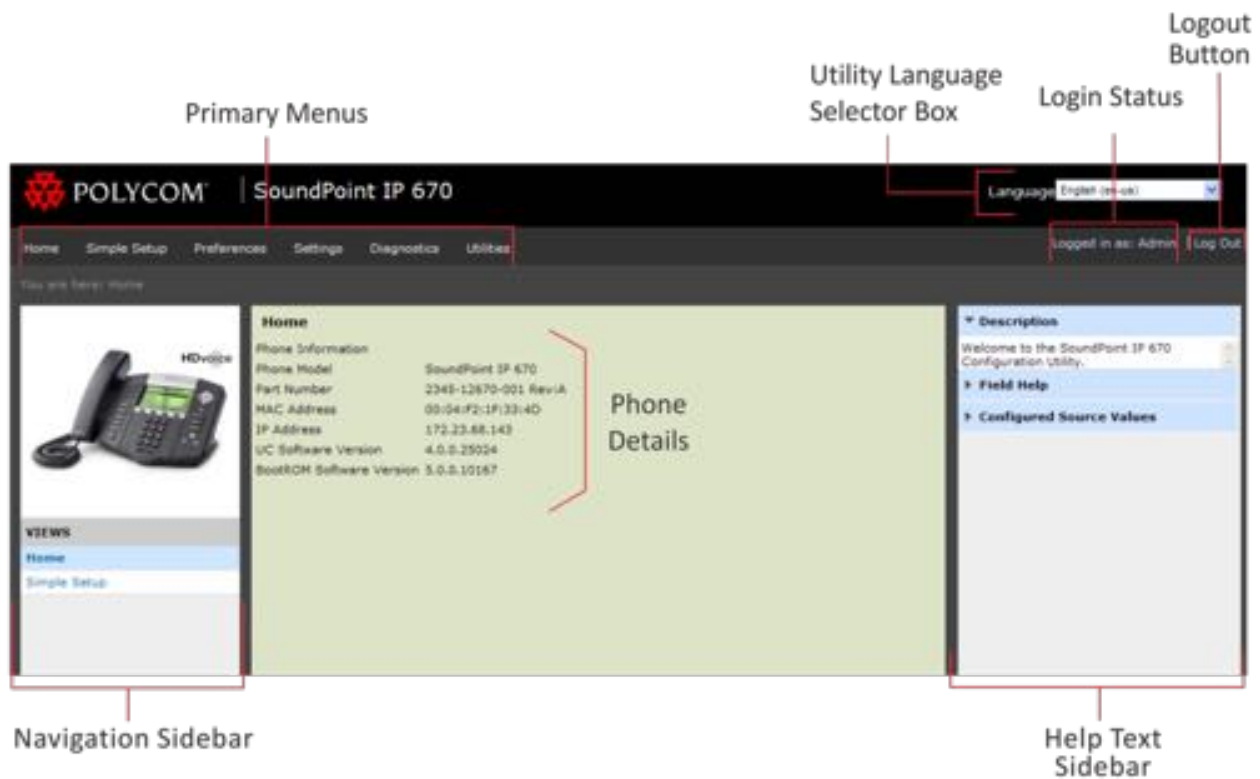 Logout
Button
Utility Language
Selector Box
Login Status
Primary Menus
POLYCOM
SoundPoint IP 670
Language English (en-us)
Home Simple Setup Preferences Settings Diagnostics Utilities
Logged in as: Admin | Log Out
You are here: Home
HDvoice
Home
Phone Information
Phone Model SoundPoint IP 670
Part Number 2345-12670-001 Rev:A
MAC Address 00:04:F2:1F:33:4D
IP Address 172.23.68.143
UC Software Version 4.0.0.25024
BootROM Software Version 5.0.0.10167
Phone
Details
Description
Welcome to the SoundPoint IP 670
Configuration Utility.
Field Help
Configured Source Values
VIEWS
Home
Simple Setup
Navigation Sidebar
Help Text
Sidebar